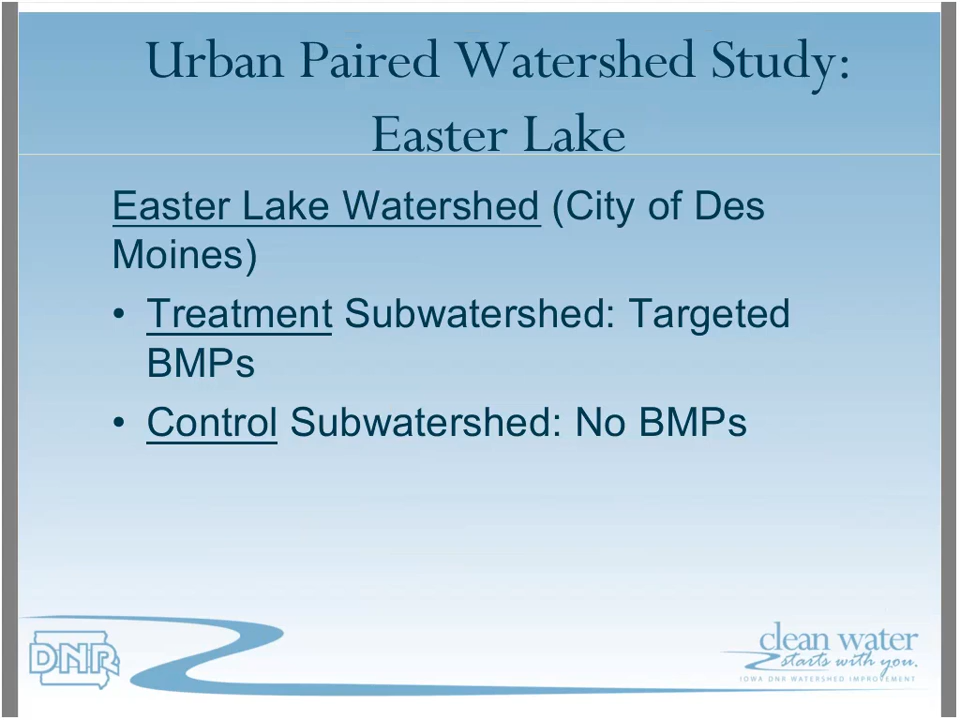 Urban Paired Watershed Study:
Easter Lake
Easter Lake Watershed (City of Des
Moines)
• Treatment Subwatershed: Targeted
BMPs
• Control Subwatershed: No BMPs
DNR
clean water
starts with you.
IOWA DNR WATERSHED IMPROVEMENT